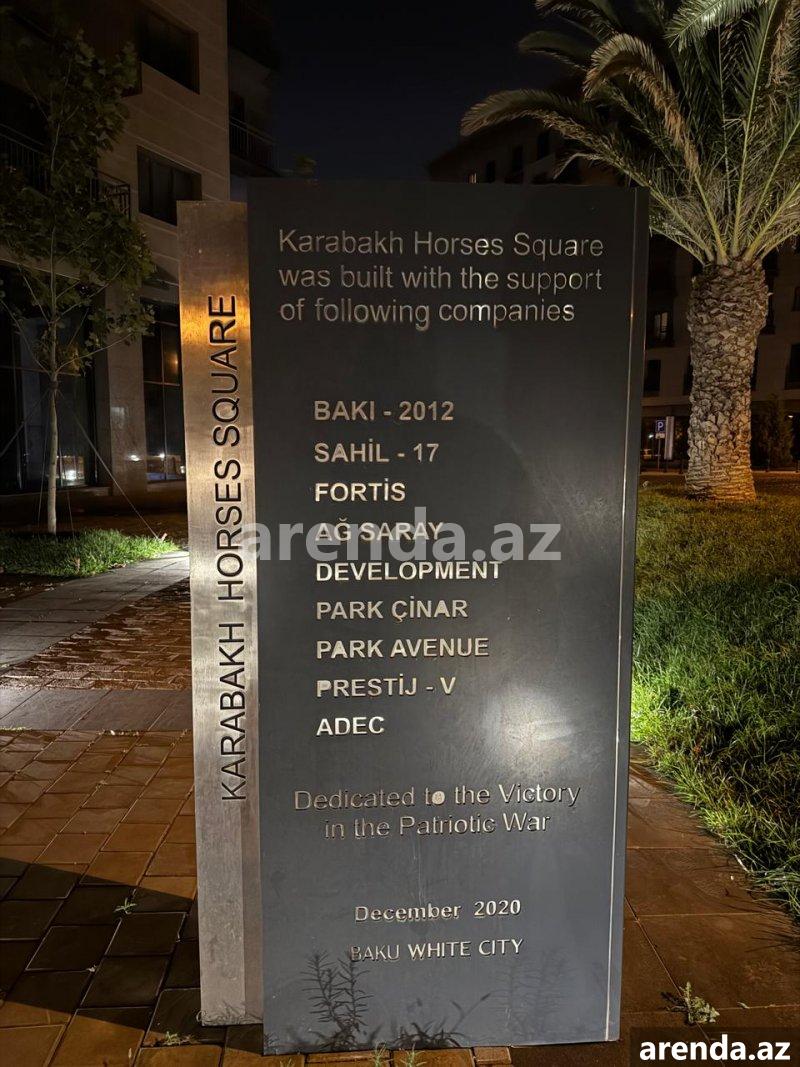 Karabakh Horses Square
was built with the support
of following companies
BAKI - 2012
SAHİL - 17
FORTIS
AĞ SARAY
DEVELOPMENT
PARK ÇİNAR
PARK AVENUE
PRESTİJ - V
ADEC
Dedicated to the Victory
in the Patriotic War
December 2020
BAKU WHITE CITY
KARABAKH HORSES SQUARE
P
arenda.az
arenda.az